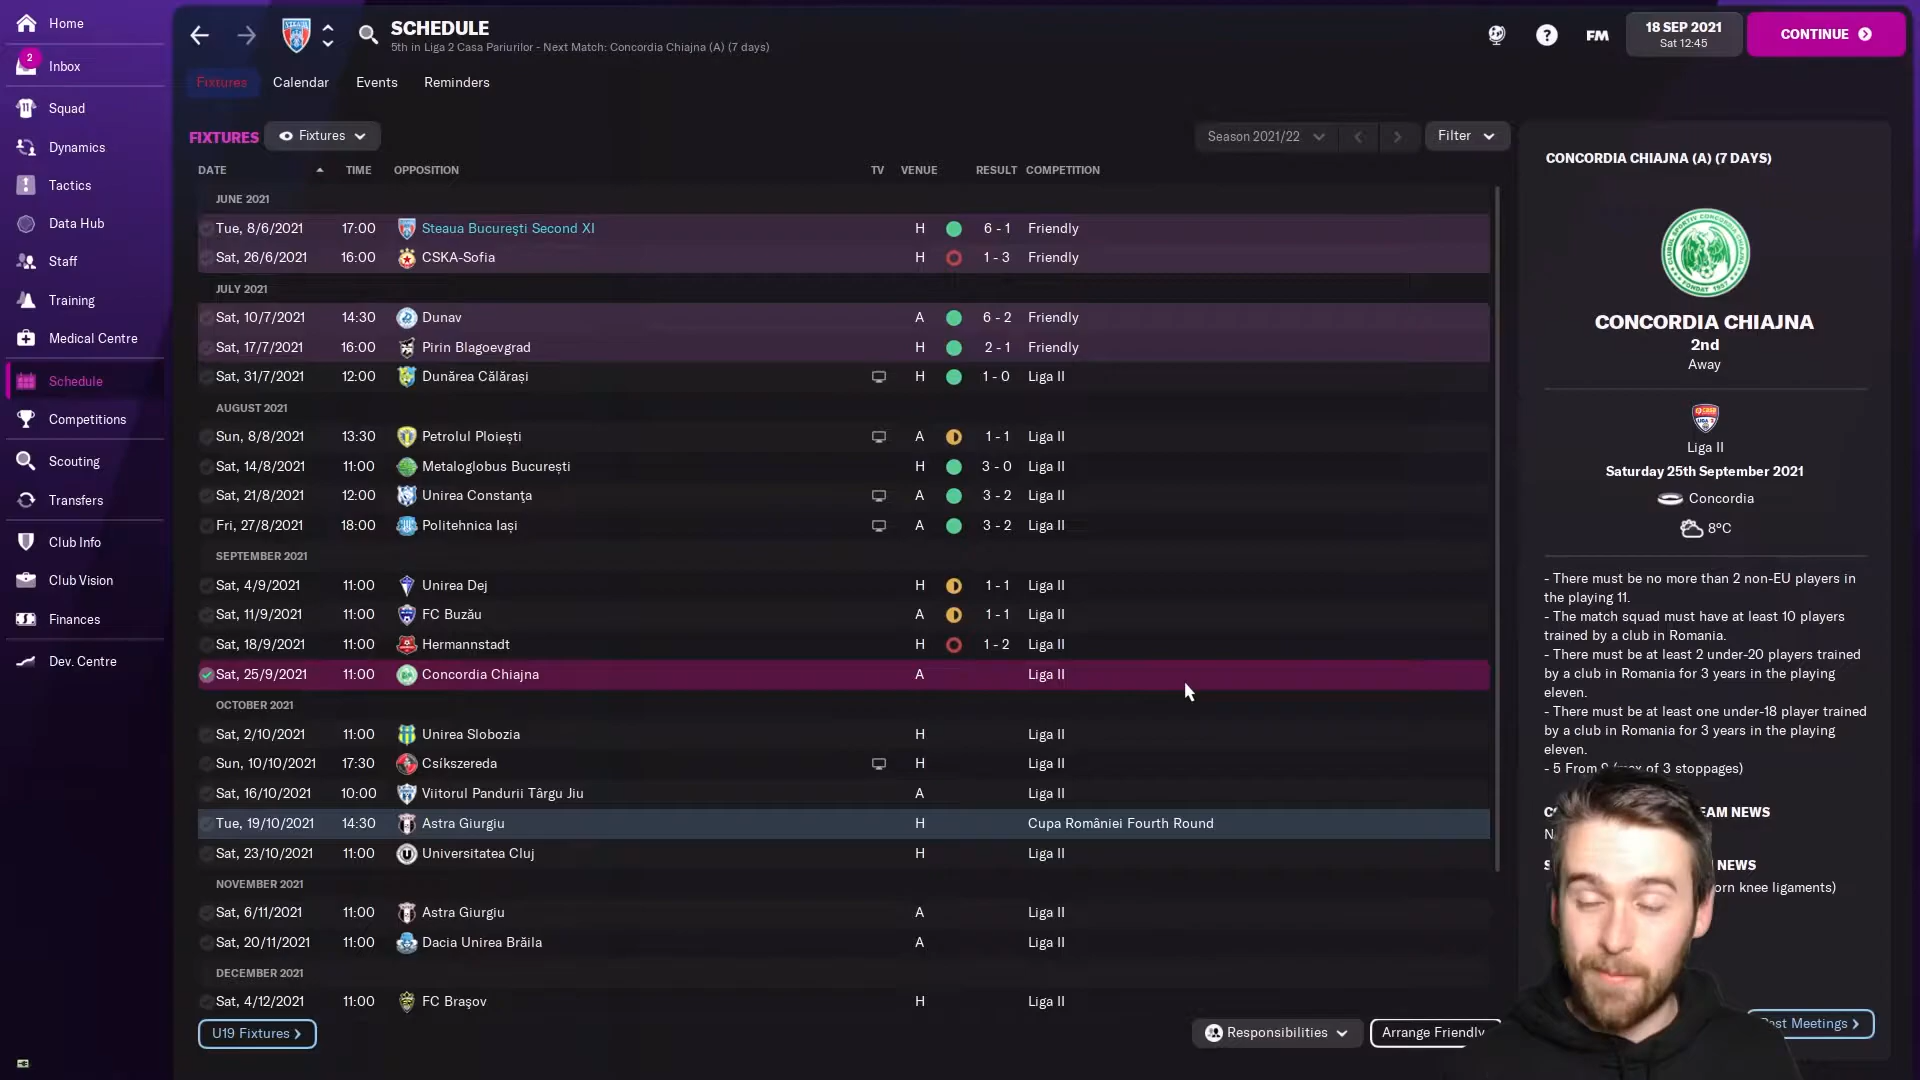 Home
2
Inbox
Squad
Dynamics
Tactics
Data Hub
Staff
Training
Medical Centre
Schedule
Competitions
Scouting
Transfers
Club Info
Club Vision
Finances
Dev. Centre
SCHEDULE
5th in Liga 2 Casa Pariurilor - Next Match: Concordia Chiajna (A) (7 days)
FM
18 SEP 2021
Sat 12:45
CONTINUE
Fixtures Calendar Events Reminders
FIXTURES Fixtures Season 2021/22 Filter
DATE TIME OPPOSITION TV VENUE RESULT COMPETITION
JUNE 2021
Tue, 8/6/2021 17:00 Steaua Bucureşti Second XI H 6 - 1 Friendly
Sat, 26/6/2021 16:00 CSKA-Sofia H 1 - 3 Friendly
JULY 2021
Sat, 10/7/2021 14:30 Dunav A 6 - 2 Friendly
Sat, 17/7/2021 16:00 Pirin Blagoevgrad H 2 - 1 Friendly
Sat, 31/7/2021 12:00 Dunărea Călărași H 1 - 0 Liga II
AUGUST 2021
Sun, 8/8/2021 13:30 Petrolul Ploiești A 1 - 1 Liga II
Sat, 14/8/2021 11:00 Metaloglobus București H 3 - 0 Liga II
Sat, 21/8/2021 12:00 Unirea Constanţa A 3 - 2 Liga II
Fri, 27/8/2021 18:00 Politehnica Iași A 3 - 2 Liga II
SEPTEMBER 2021
Sat, 4/9/2021 11:00 Unirea Dej H 1 - 1 Liga II
Sat, 11/9/2021 11:00 FC Buzău A 1 - 1 Liga II
Sat, 18/9/2021 11:00 Hermannstadt H 1 - 2 Liga II
Sat, 25/9/2021 11:00 Concordia Chiajna A Liga II
OCTOBER 2021
Sat, 2/10/2021 11:00 Unirea Slobozia H Liga II
Sun, 10/10/2021 17:30 Csíkszereda H Liga II
Sat, 16/10/2021 10:00 Viitorul Pandurii Târgu Jiu A Liga II
Tue, 19/10/2021 14:30 Astra Giurgiu H Cupa României Fourth Round
Sat, 23/10/2021 11:00 Universitatea Cluj H Liga II
NOVEMBER 2021
Sat, 6/11/2021 11:00 Astra Giurgiu A Liga II
Sat, 20/11/2021 11:00 Dacia Unirea Brăila A Liga II
DECEMBER 2021
Sat, 4/12/2021 11:00 FC Braşov H Liga II
U19 Fixtures Responsibilities Arrange Friendly
CONCORDIA CHIAJNA (A) (7 DAYS)
CONCORDIA CHIAJNA
2nd
Away
Liga II
Saturday 25th September 2021
Concordia
8°C
- There must be no more than 2 non-EU players in
the playing 11.
- The match squad must have at least 10 players
trained by a club in Romania.
- There must be at least 2 under-20 players trained
by a club in Romania for 3 years in the playing
eleven.
- There must be at least one under-18 player trained
by a club in Romania for 3 years in the playing
eleven.
- 5 From of 3 stoppages)
NEWS
NEWS
knee ligaments)
Meetings